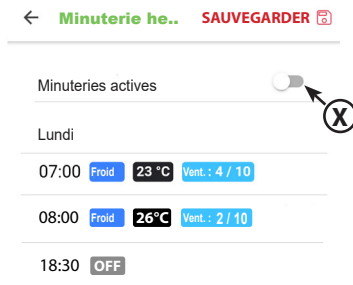 ← Minuterie he.. SAUVEGARDER
Minuteries actives
X
Lundi
07:00 Froid 23 °C Vent. : 4 / 10
08:00 Froid 26°C Vent. : 2 / 10
18:30 OFF